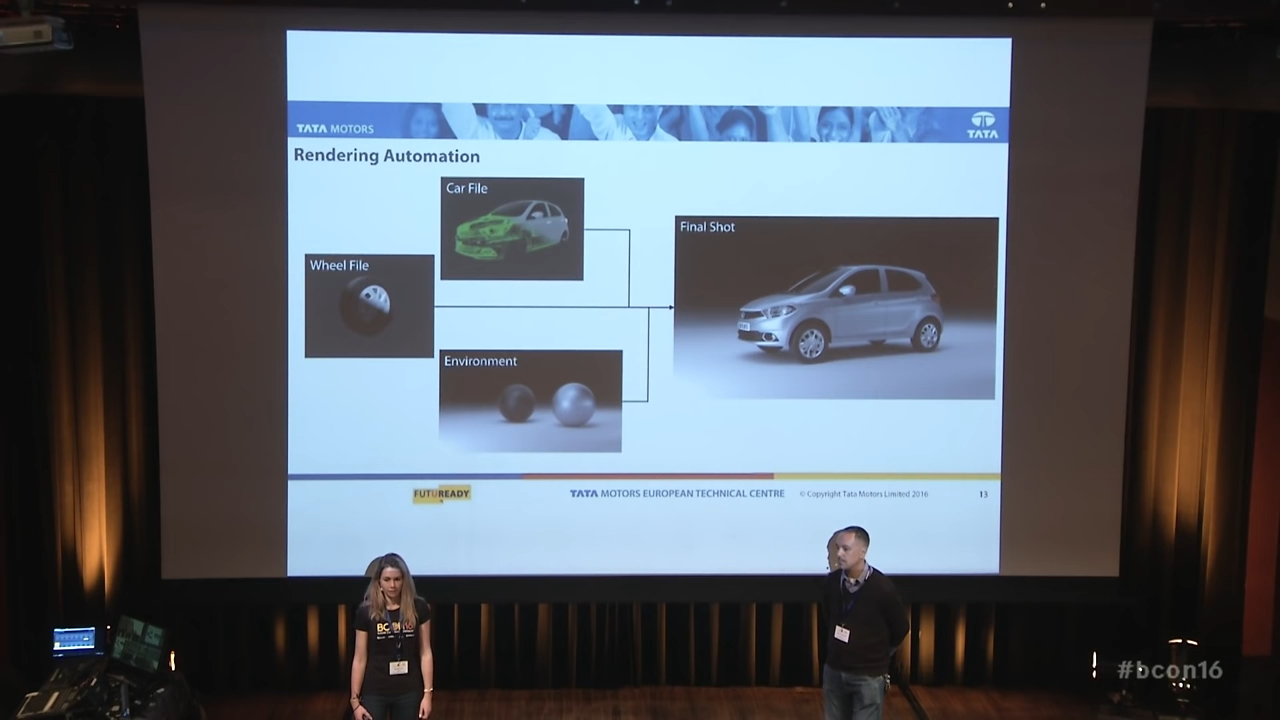 TATA MOTORS
TATA
Rendering Automation
Car File
Final Shot
Wheel File
Environment
FUTUREADY
TATA MOTORS EUROPEAN TECHNICAL CENTRE
© Copyright Tata Motors Limited 2016
13
#bcon16